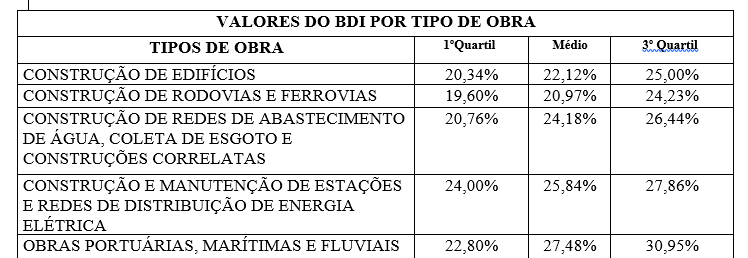 VALORES DO BDI POR TIPO DE OBRA
TIPOS DE OBRA 1ºQuartil Médio 3º Quartil
CONSTRUÇÃO DE EDIFÍCIOS 20,34% 22,12% 25,00%
CONSTRUÇÃO DE RODOVIAS E FERROVIAS 19,60% 20,97% 24,23%
CONSTRUÇÃO DE REDES DE ABASTECIMENTO 20,76% 24,18% 26,44%
DE ÁGUA, COLETA DE ESGOTO E
CONSTRUÇÕES CORRELATAS
CONSTRUÇÃO E MANUTENÇÃO DE ESTAÇÕES 24,00% 25,84% 27,86%
E REDES DE DISTRIBUIÇÃO DE ENERGIA
ELÉTRICA
OBRAS PORTUÁRIAS, MARÍTIMAS E FLUVIAIS 22,80% 27,48% 30,95%